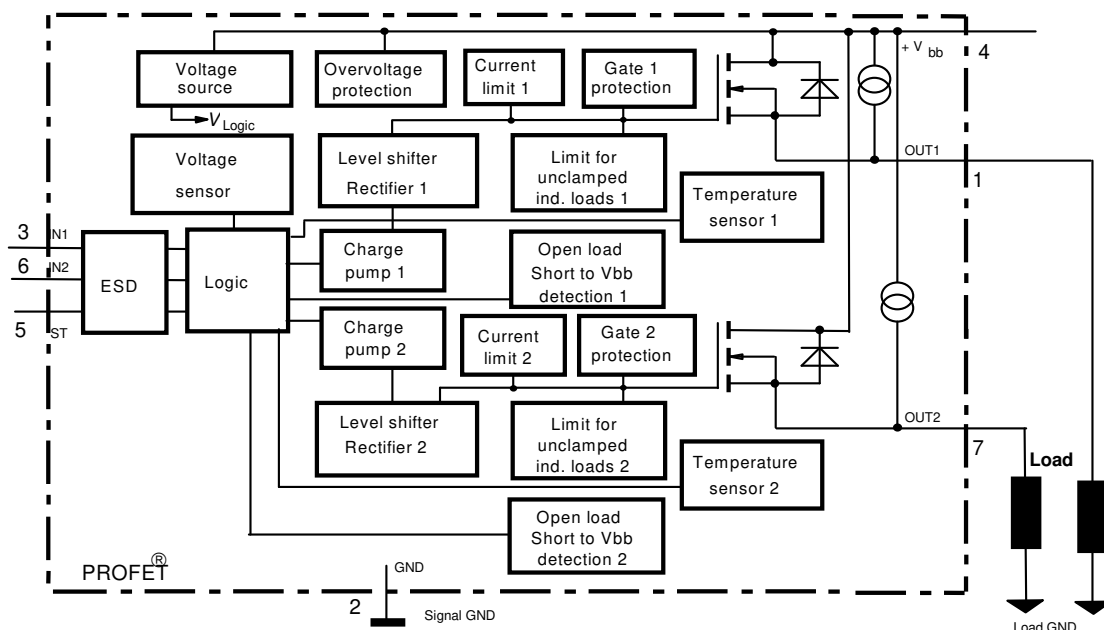 + V bb
4
Voltage
source
Overvoltage
protection
Current
limit 1
Gate 1
protection
V Logic
Voltage
sensor
Level shifter
Rectifier 1
Limit for
unclamped
ind. loads 1
OUT1
1
Temperature
sensor 1
3
IN1
6
IN2
5
ST
ESD
Logic
Charge
pump 1
Open load
Short to Vbb
detection 1
Charge
pump 2
Current
limit 2
Gate 2
protection
Level shifter
Rectifier 2
Limit for
unclamped
ind. loads 2
OUT2
7
Load
Temperature
sensor 2
Open load
Short to Vbb
detection 2
PROFET®
GND
2
Signal GND
Load GND